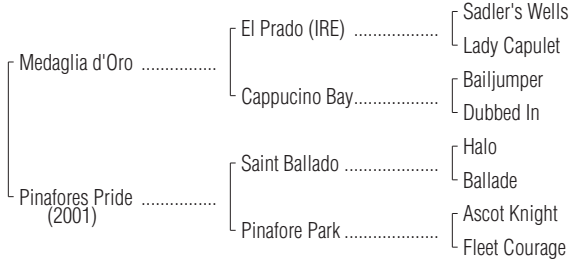 Sadler's Wells
El Prado (IRE) ..................
Lady Capulet
Medaglia d'Oro ................
Bailjumper
Cappucino Bay..................
Dubbed In
Halo
Saint Ballado ....................
Ballade
Pinafores Pride ................
(2001)
Ascot Knight
Pinafore Park ....................
Fleet Courage